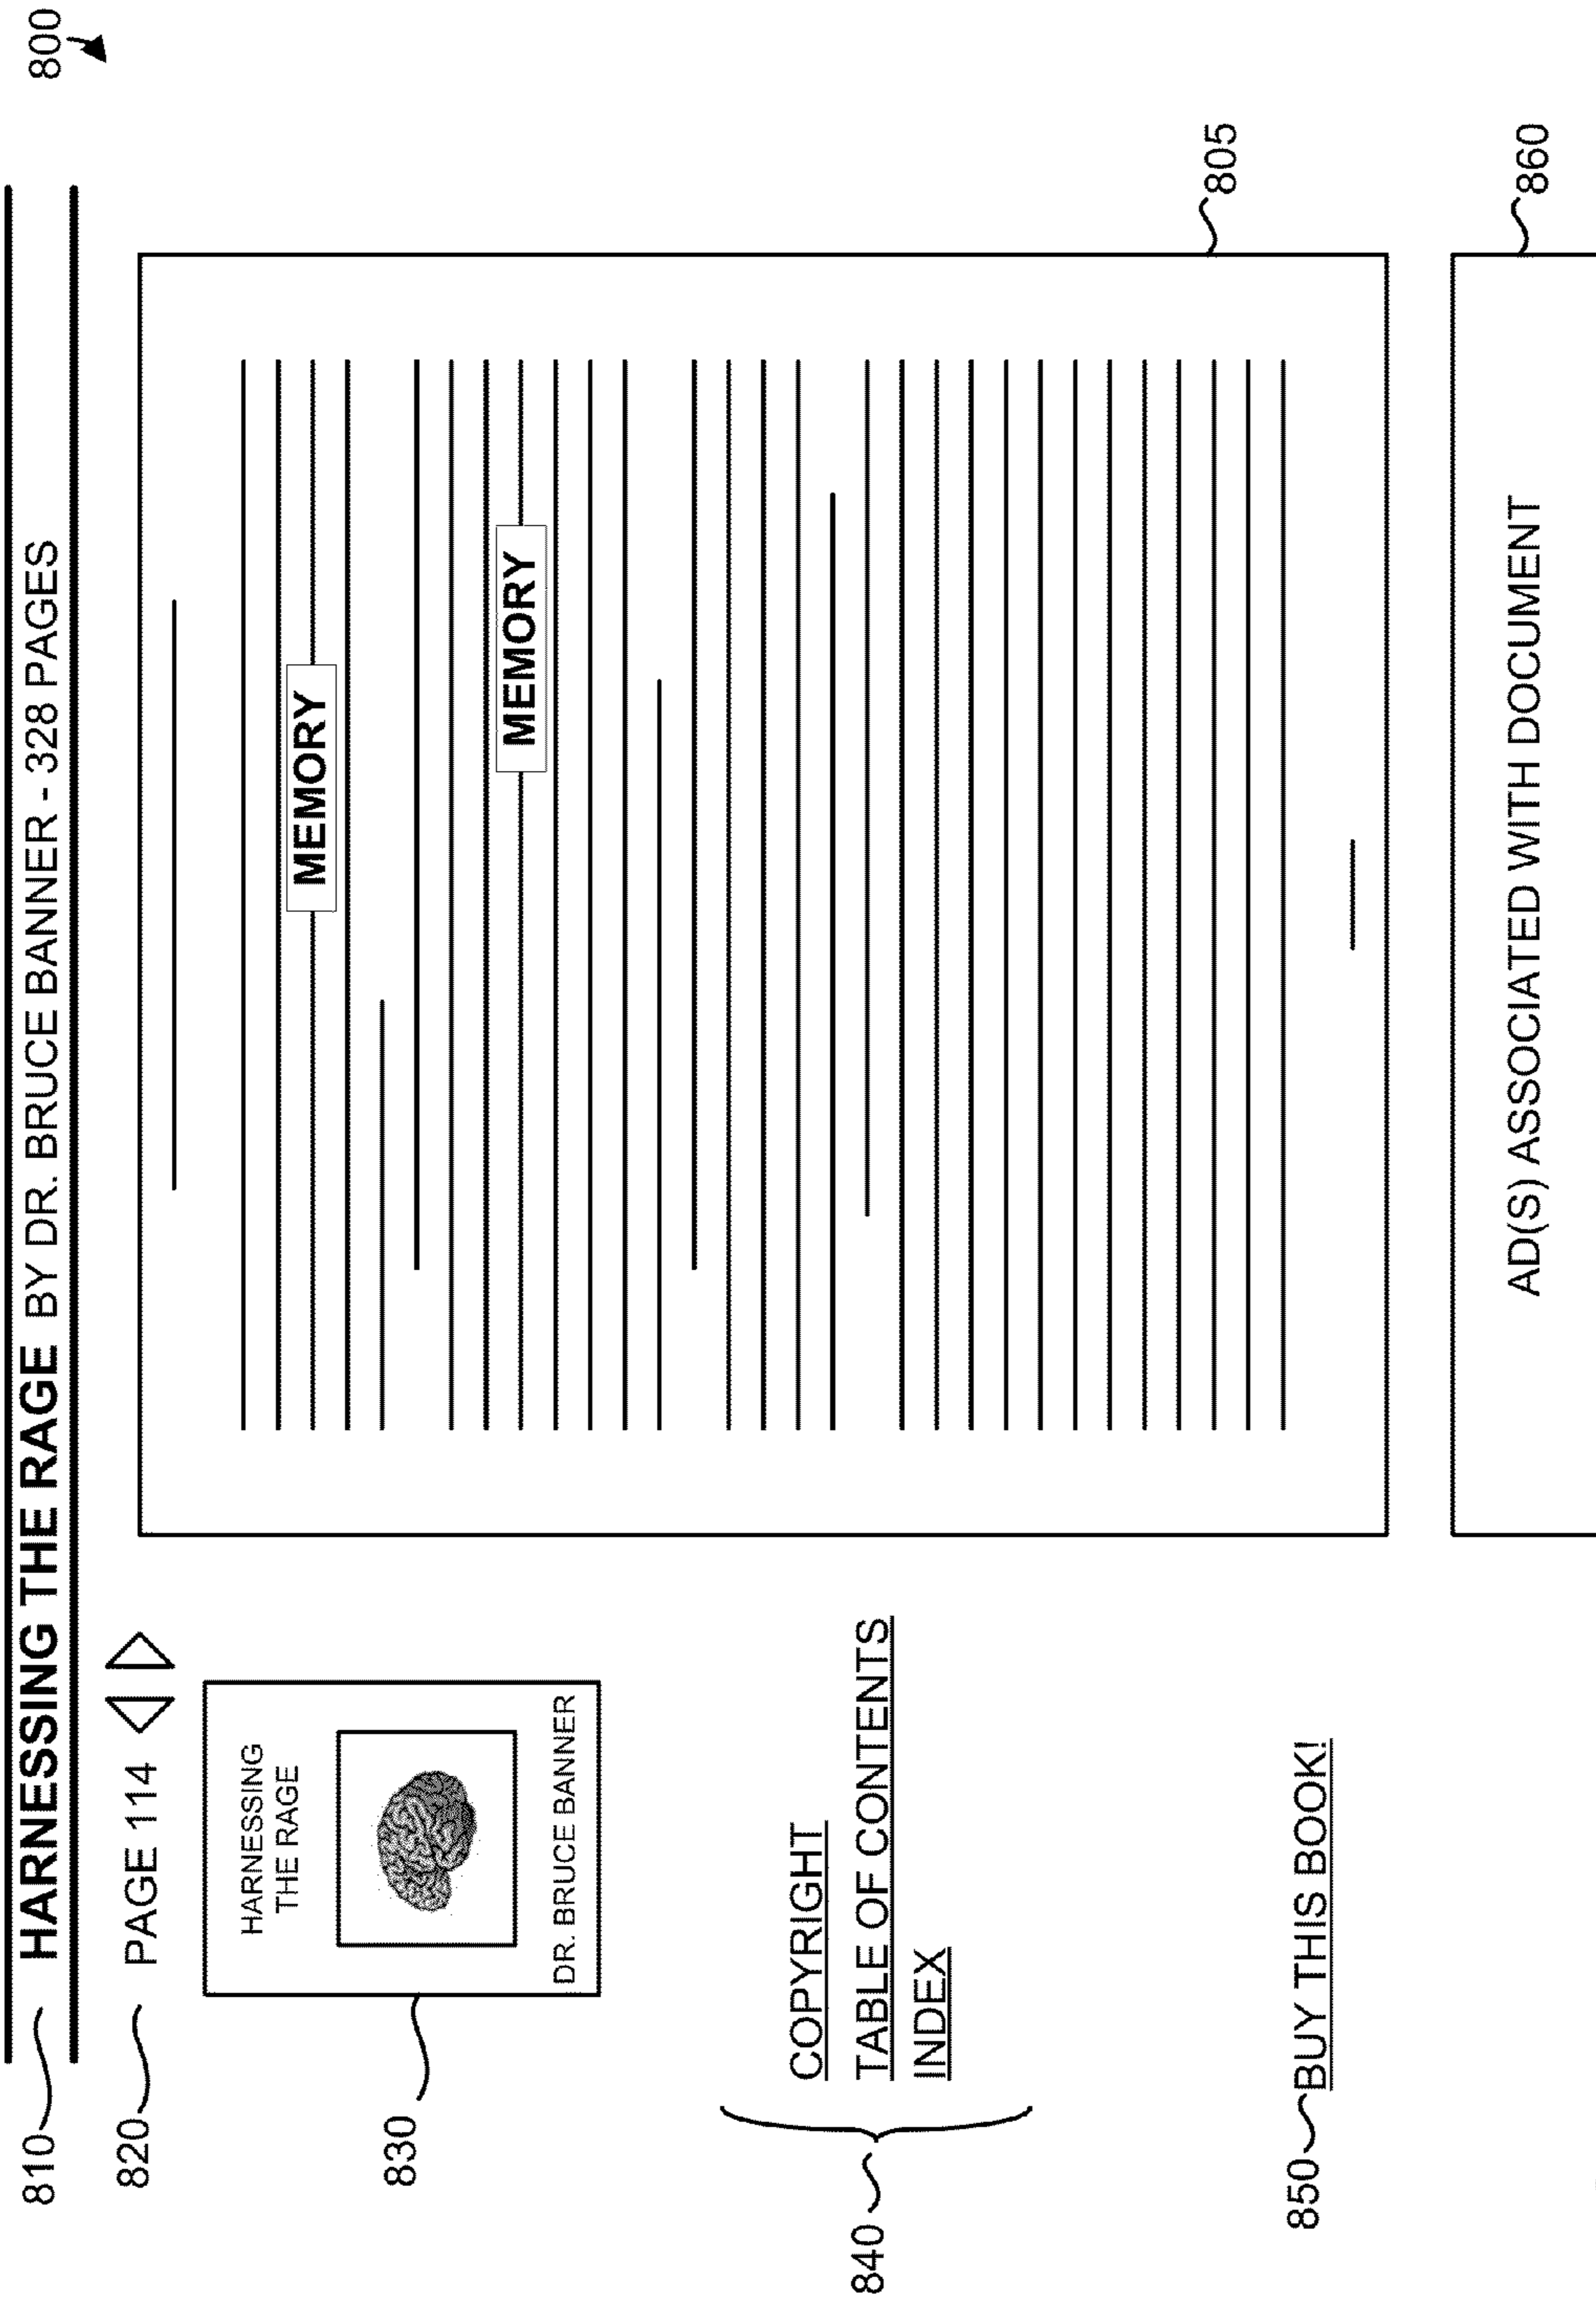 800
810 HARNESSING THE RAGE BY DR. BRUCE BANNER - 328 PAGES
820 PAGE 114
830
HARNESSING
THE RAGE
DR. BRUCE BANNER
MEMORY
MEMORY
805
840
COPYRIGHT
TABLE OF CONTENTS
INDEX
850 BUY THIS BOOK!
AD(S) ASSOCIATED WITH DOCUMENT
860